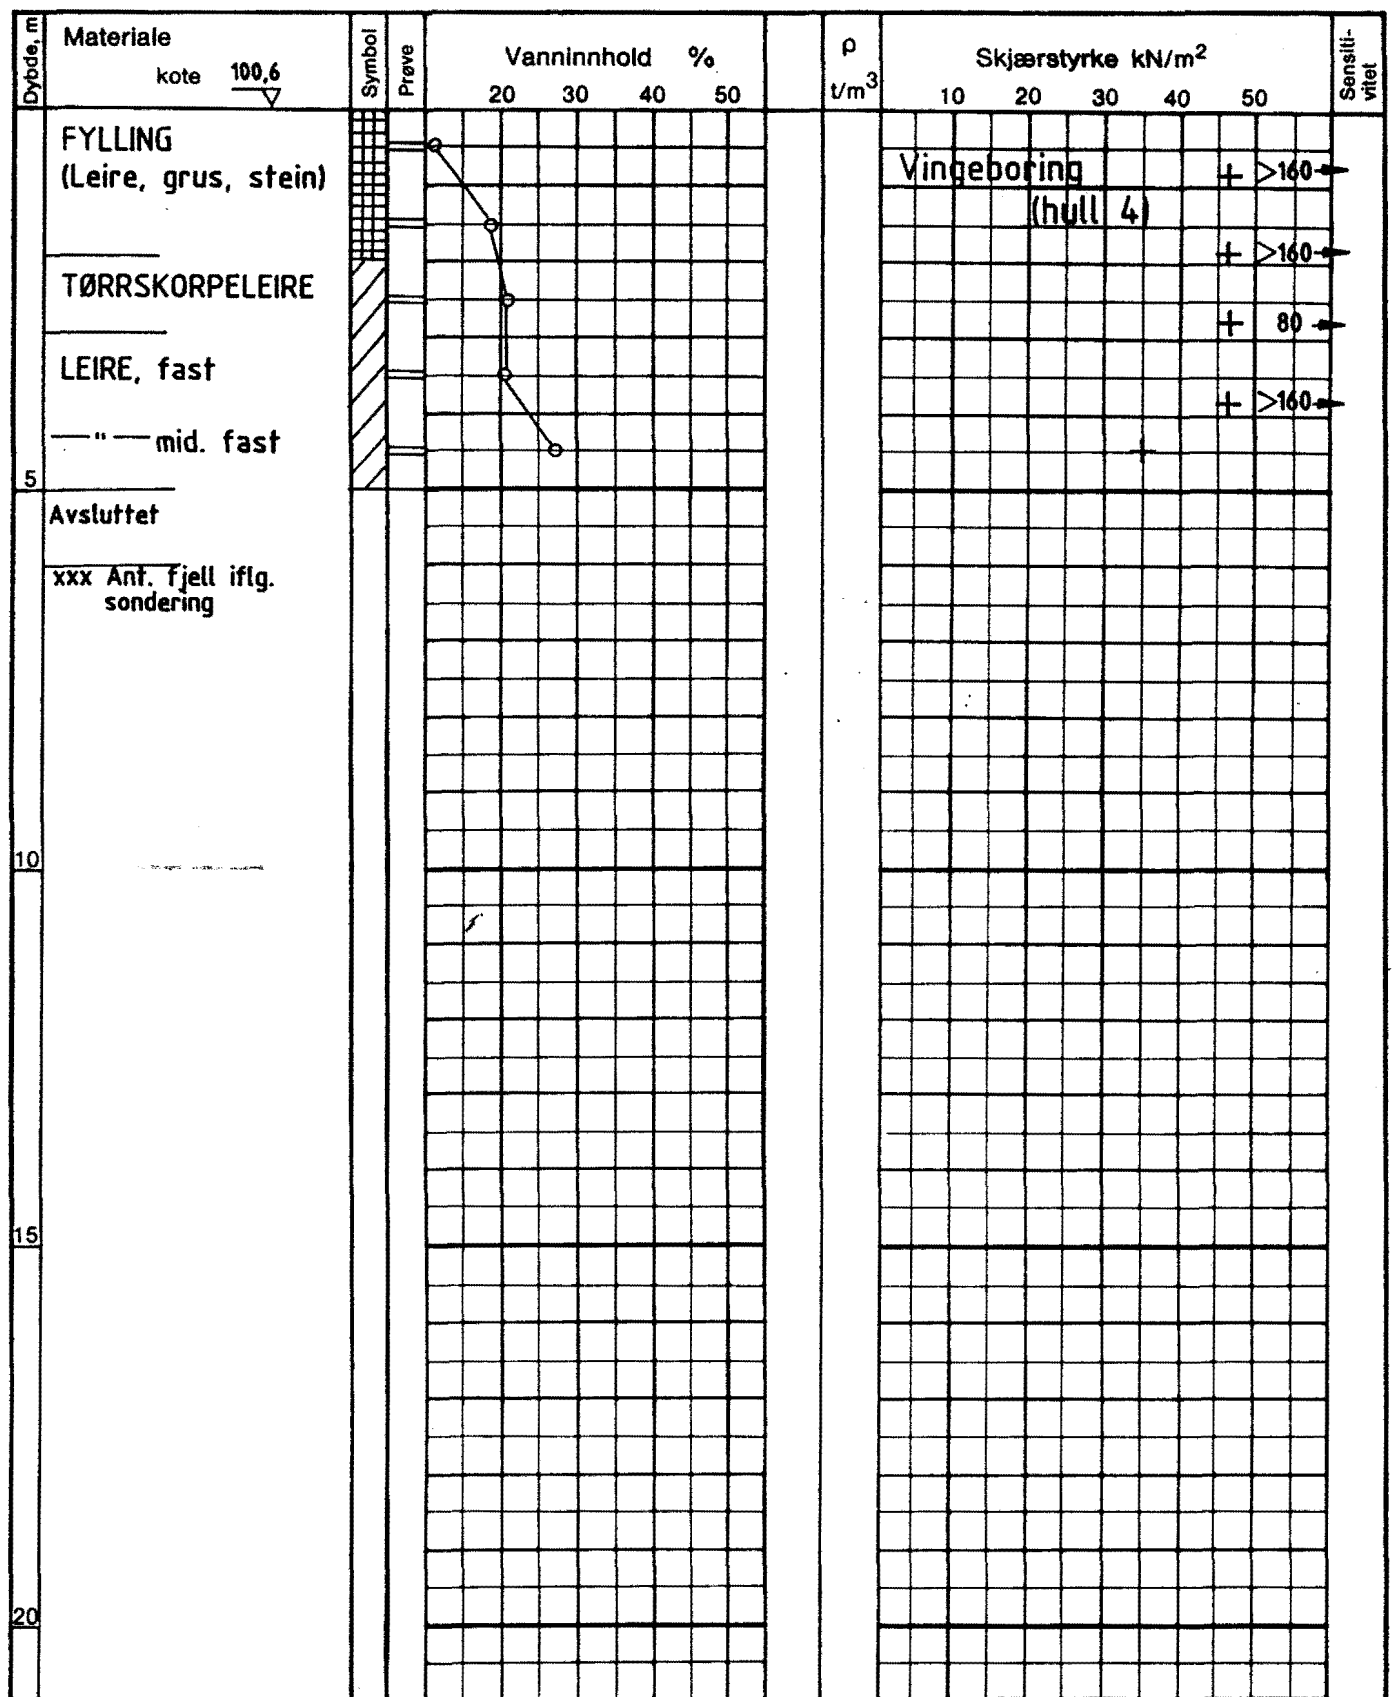 Dybde, m
Materiale
kote 100,6
Symbol
Prøve
Vanninnhold %
20 30 40 50
ρ
t/m³
Skjærstyrke kN/m²
10 20 30 40 50
Sensiti-
vitet
FYLLING
(Leire, grus, stein)
Vingeboring
(hull 4)
>160
>160
TØRRSKORPELEIRE
80
LEIRE, fast
>160
— " — mid. fast
5
Avsluttet
xxx Ant. fjell iflg.
sondering
10
15
20